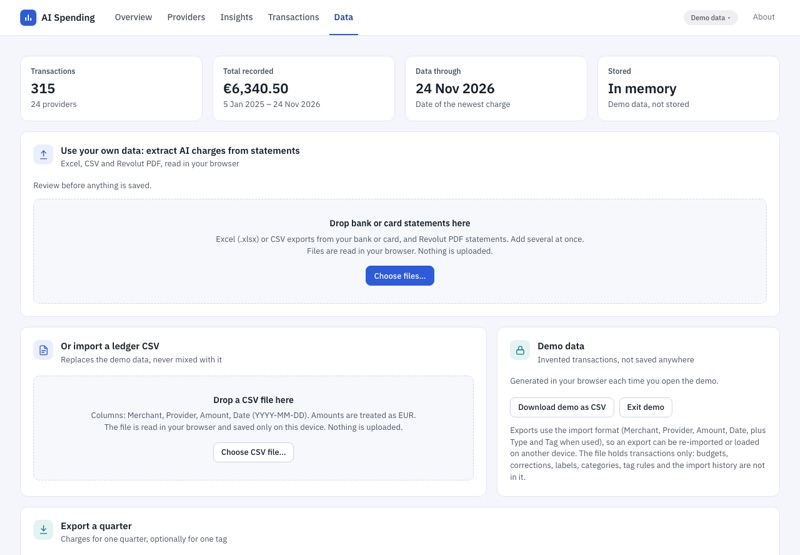 AI Spending
Overview
Providers
Insights
Transactions
Data
Demo data
About
Transactions
315
24 providers
Total recorded
€6,340.50
5 Jan 2025 – 24 Nov 2026
Data through
24 Nov 2026
Date of the newest charge
Stored
In memory
Demo data, not stored
Use your own data: extract AI charges from statements
Excel, CSV and Revolut PDF, read in your browser
Review before anything is saved.
Drop bank or card statements here
Excel (.xlsx) or CSV exports from your bank or card, and Revolut PDF statements. Add several at once.
Files are read in your browser. Nothing is uploaded.
Choose files...
Or import a ledger CSV
Replaces the demo data, never mixed with it
Drop a CSV file here
Columns: Merchant, Provider, Amount, Date (YYYY-MM-DD). Amounts are treated as EUR.
The file is read in your browser and saved only on this device. Nothing is uploaded.
Choose CSV file...
Demo data
Invented transactions, not saved anywhere
Generated in your browser each time you open the demo.
Download demo as CSV
Exit demo
Exports use the import format (Merchant, Provider, Amount, Date, plus
Type and Tag when used), so an export can be re-imported or loaded
on another device. The file holds transactions only: budgets,
corrections, labels, categories, tag rules and the import history are not
in it.
Export a quarter
Charges for one quarter, optionally for one tag